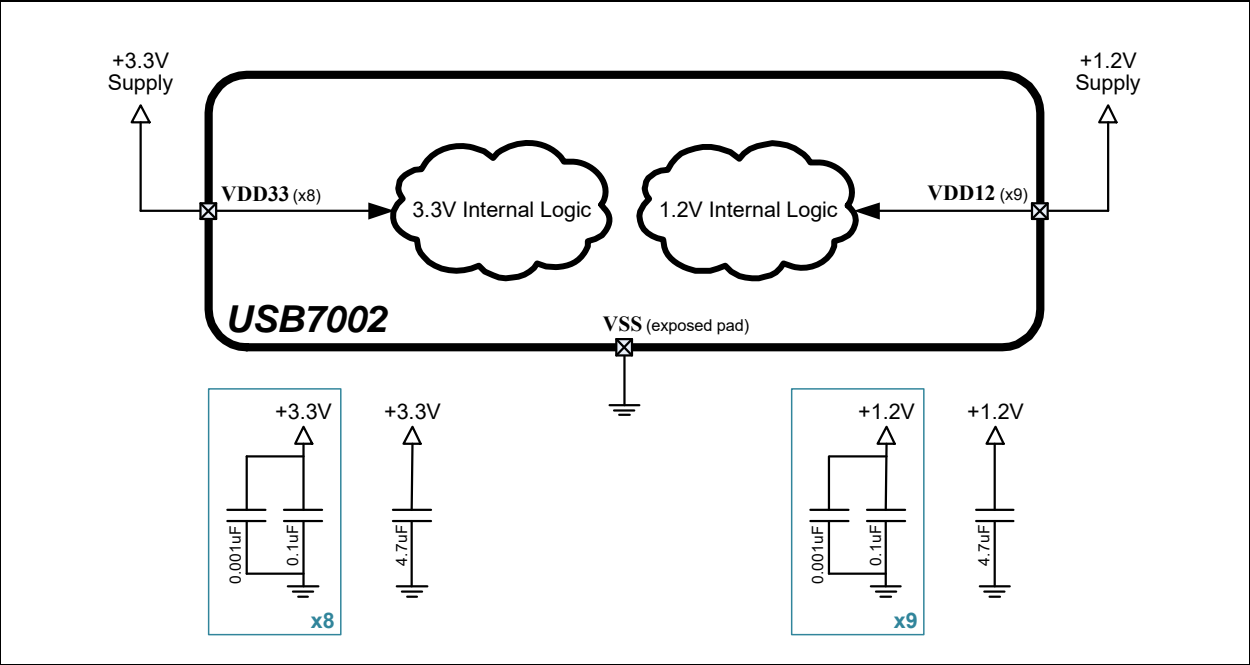 +3.3V
Supply
+1.2V
Supply
VDD33 (x8)
3.3V Internal Logic
1.2V Internal Logic
VDD12 (x9)
USB7002
VSS (exposed pad)
+3.3V
+3.3V
+1.2V
+1.2V
0.001uF
0.1uF
4.7uF
0.001uF
0.1uF
4.7uF
x8
x9